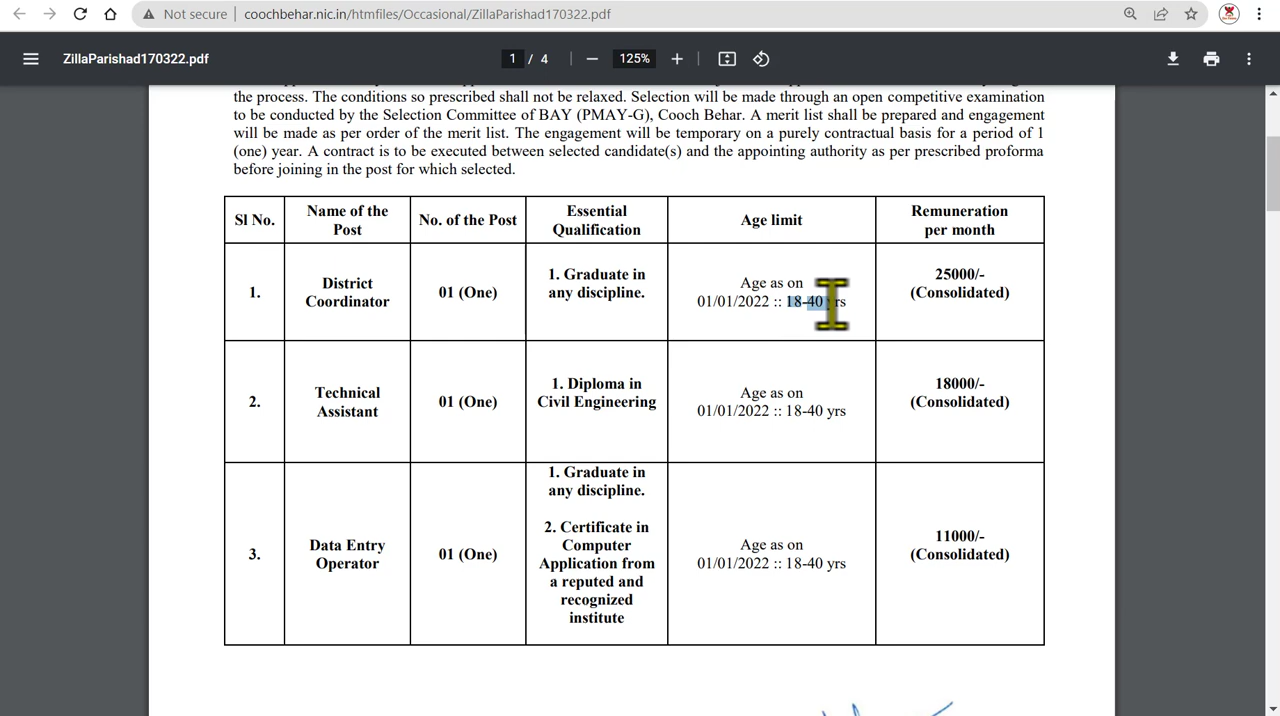 Not secure | coochbehar.nic.in/htmfiles/Occasional/ZillaParishad170322.pdf
ZillaParishad170322.pdf
1 / 4
125%
the process. The conditions so prescribed shall not be relaxed. Selection will be made through an open competitive examination
to be conducted by the Selection Committee of BAY (PMAY-G), Cooch Behar. A merit list shall be prepared and engagement
will be made as per order of the merit list. The engagement will be temporary on a purely contractual basis for a period of 1
(one) year. A contract is to be executed between selected candidate(s) and the appointing authority as per prescribed proforma
before joining in the post for which selected.
Sl No.
Name of the
Post
No. of the Post
Essential
Qualification
Age limit
Remuneration
per month
1.
District
Coordinator
01 (One)
1. Graduate in
any discipline.
Age as on
01/01/2022 :: 18-40 yrs
25000/-
(Consolidated)
2.
Technical
Assistant
01 (One)
1. Diploma in
Civil Engineering
Age as on
01/01/2022 :: 18-40 yrs
18000/-
(Consolidated)
3.
Data Entry
Operator
01 (One)
1. Graduate in
any discipline.
2. Certificate in
Computer
Application from
a reputed and
recognized
institute
Age as on
01/01/2022 :: 18-40 yrs
11000/-
(Consolidated)